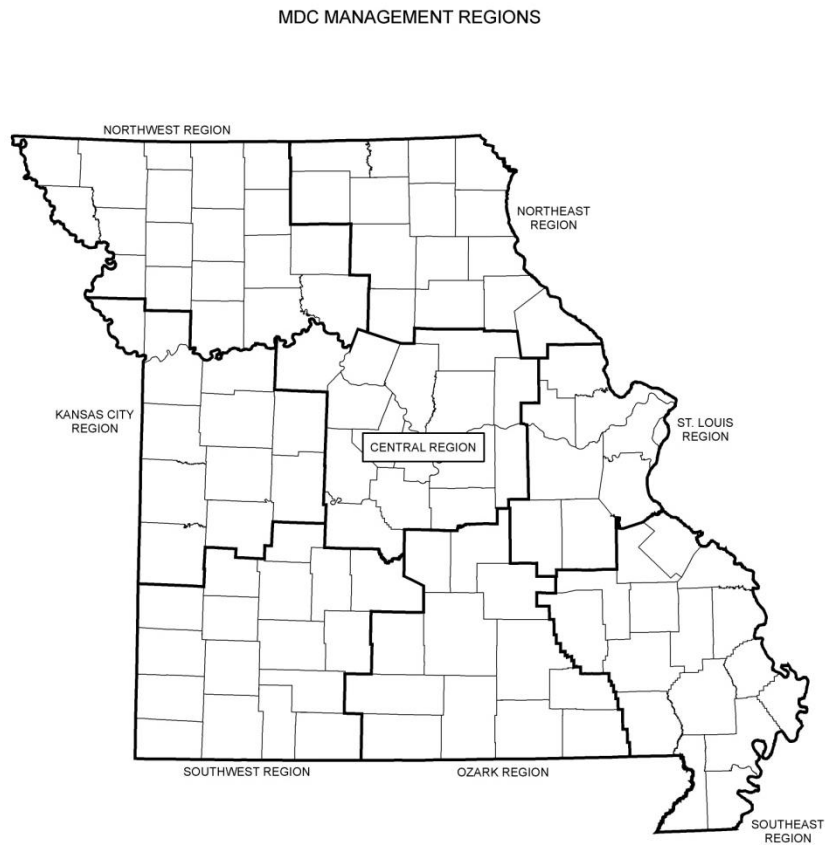 MDC MANAGEMENT REGIONS
NORTHWEST REGION
NORTHEAST
REGION
KANSAS CITY
REGION
CENTRAL REGION
ST. LOUIS
REGION
SOUTHWEST REGION
OZARK REGION
SOUTHEAST
REGION